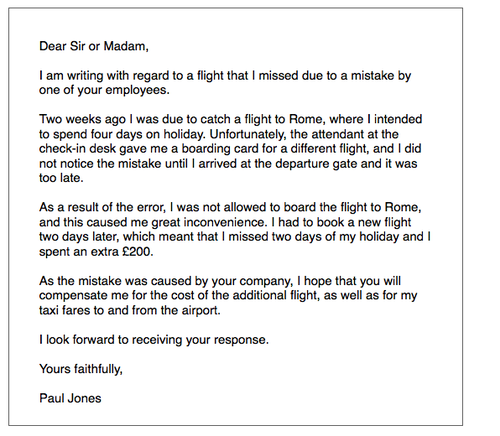 Dear Sir or Madam,
I am writing with regard to a flight that I missed due to a mistake by
one of your employees.
Two weeks ago I was due to catch a flight to Rome, where I intended
to spend four days on holiday. Unfortunately, the attendant at the
check-in desk gave me a boarding card for a different flight, and I did
not notice the mistake until I arrived at the departure gate and it was
too late.
As a result of the error, I was not allowed to board the flight to Rome,
and this caused me great inconvenience. I had to book a new flight
two days later, which meant that I missed two days of my holiday and I
spent an extra £200.
As the mistake was caused by your company, I hope that you will
compensate me for the cost of the additional flight, as well as for my
taxi fares to and from the airport.
I look forward to receiving your response.
Yours faithfully,
Paul Jones